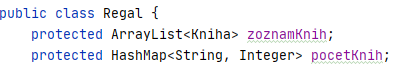 public class Regal {
protected ArrayList<Kniha> zoznamKnih;
protected HashMap<String, Integer> pocetKnih;